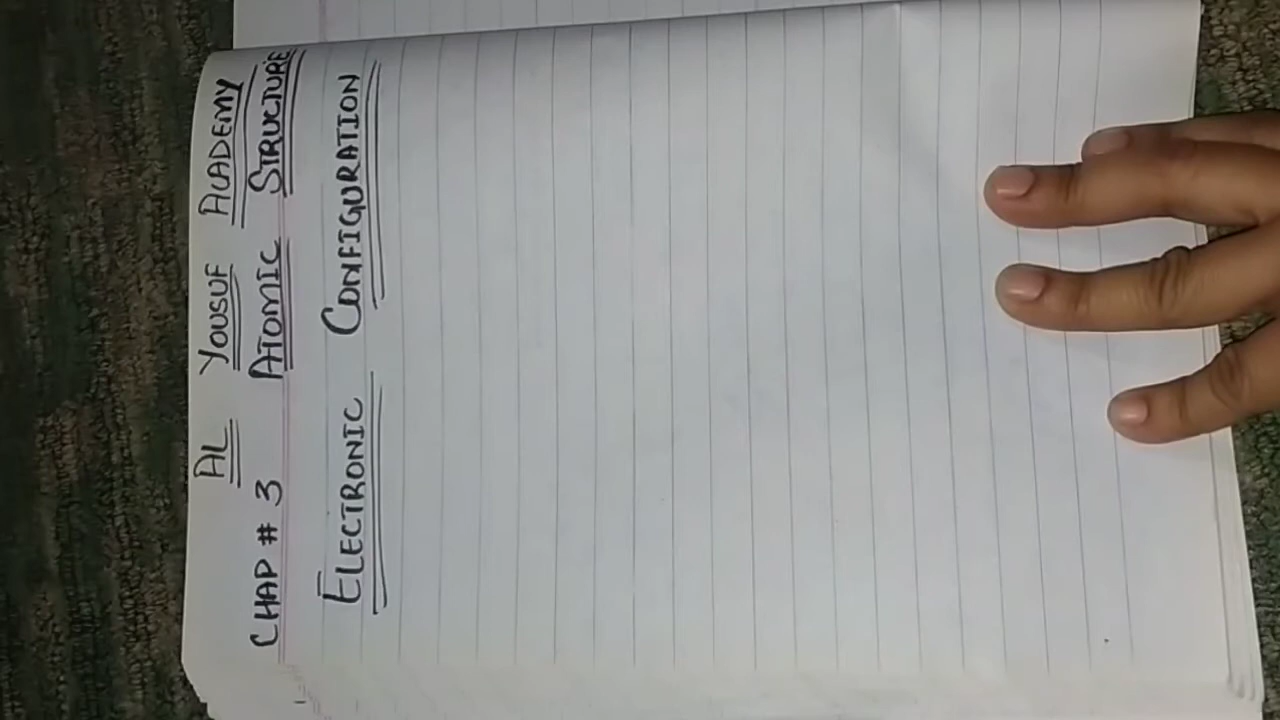 AL YOUSUF ACADEMY
CHAP # 3 ATOMIC STRUCTURE
ELECTRONIC CONFIGURATION